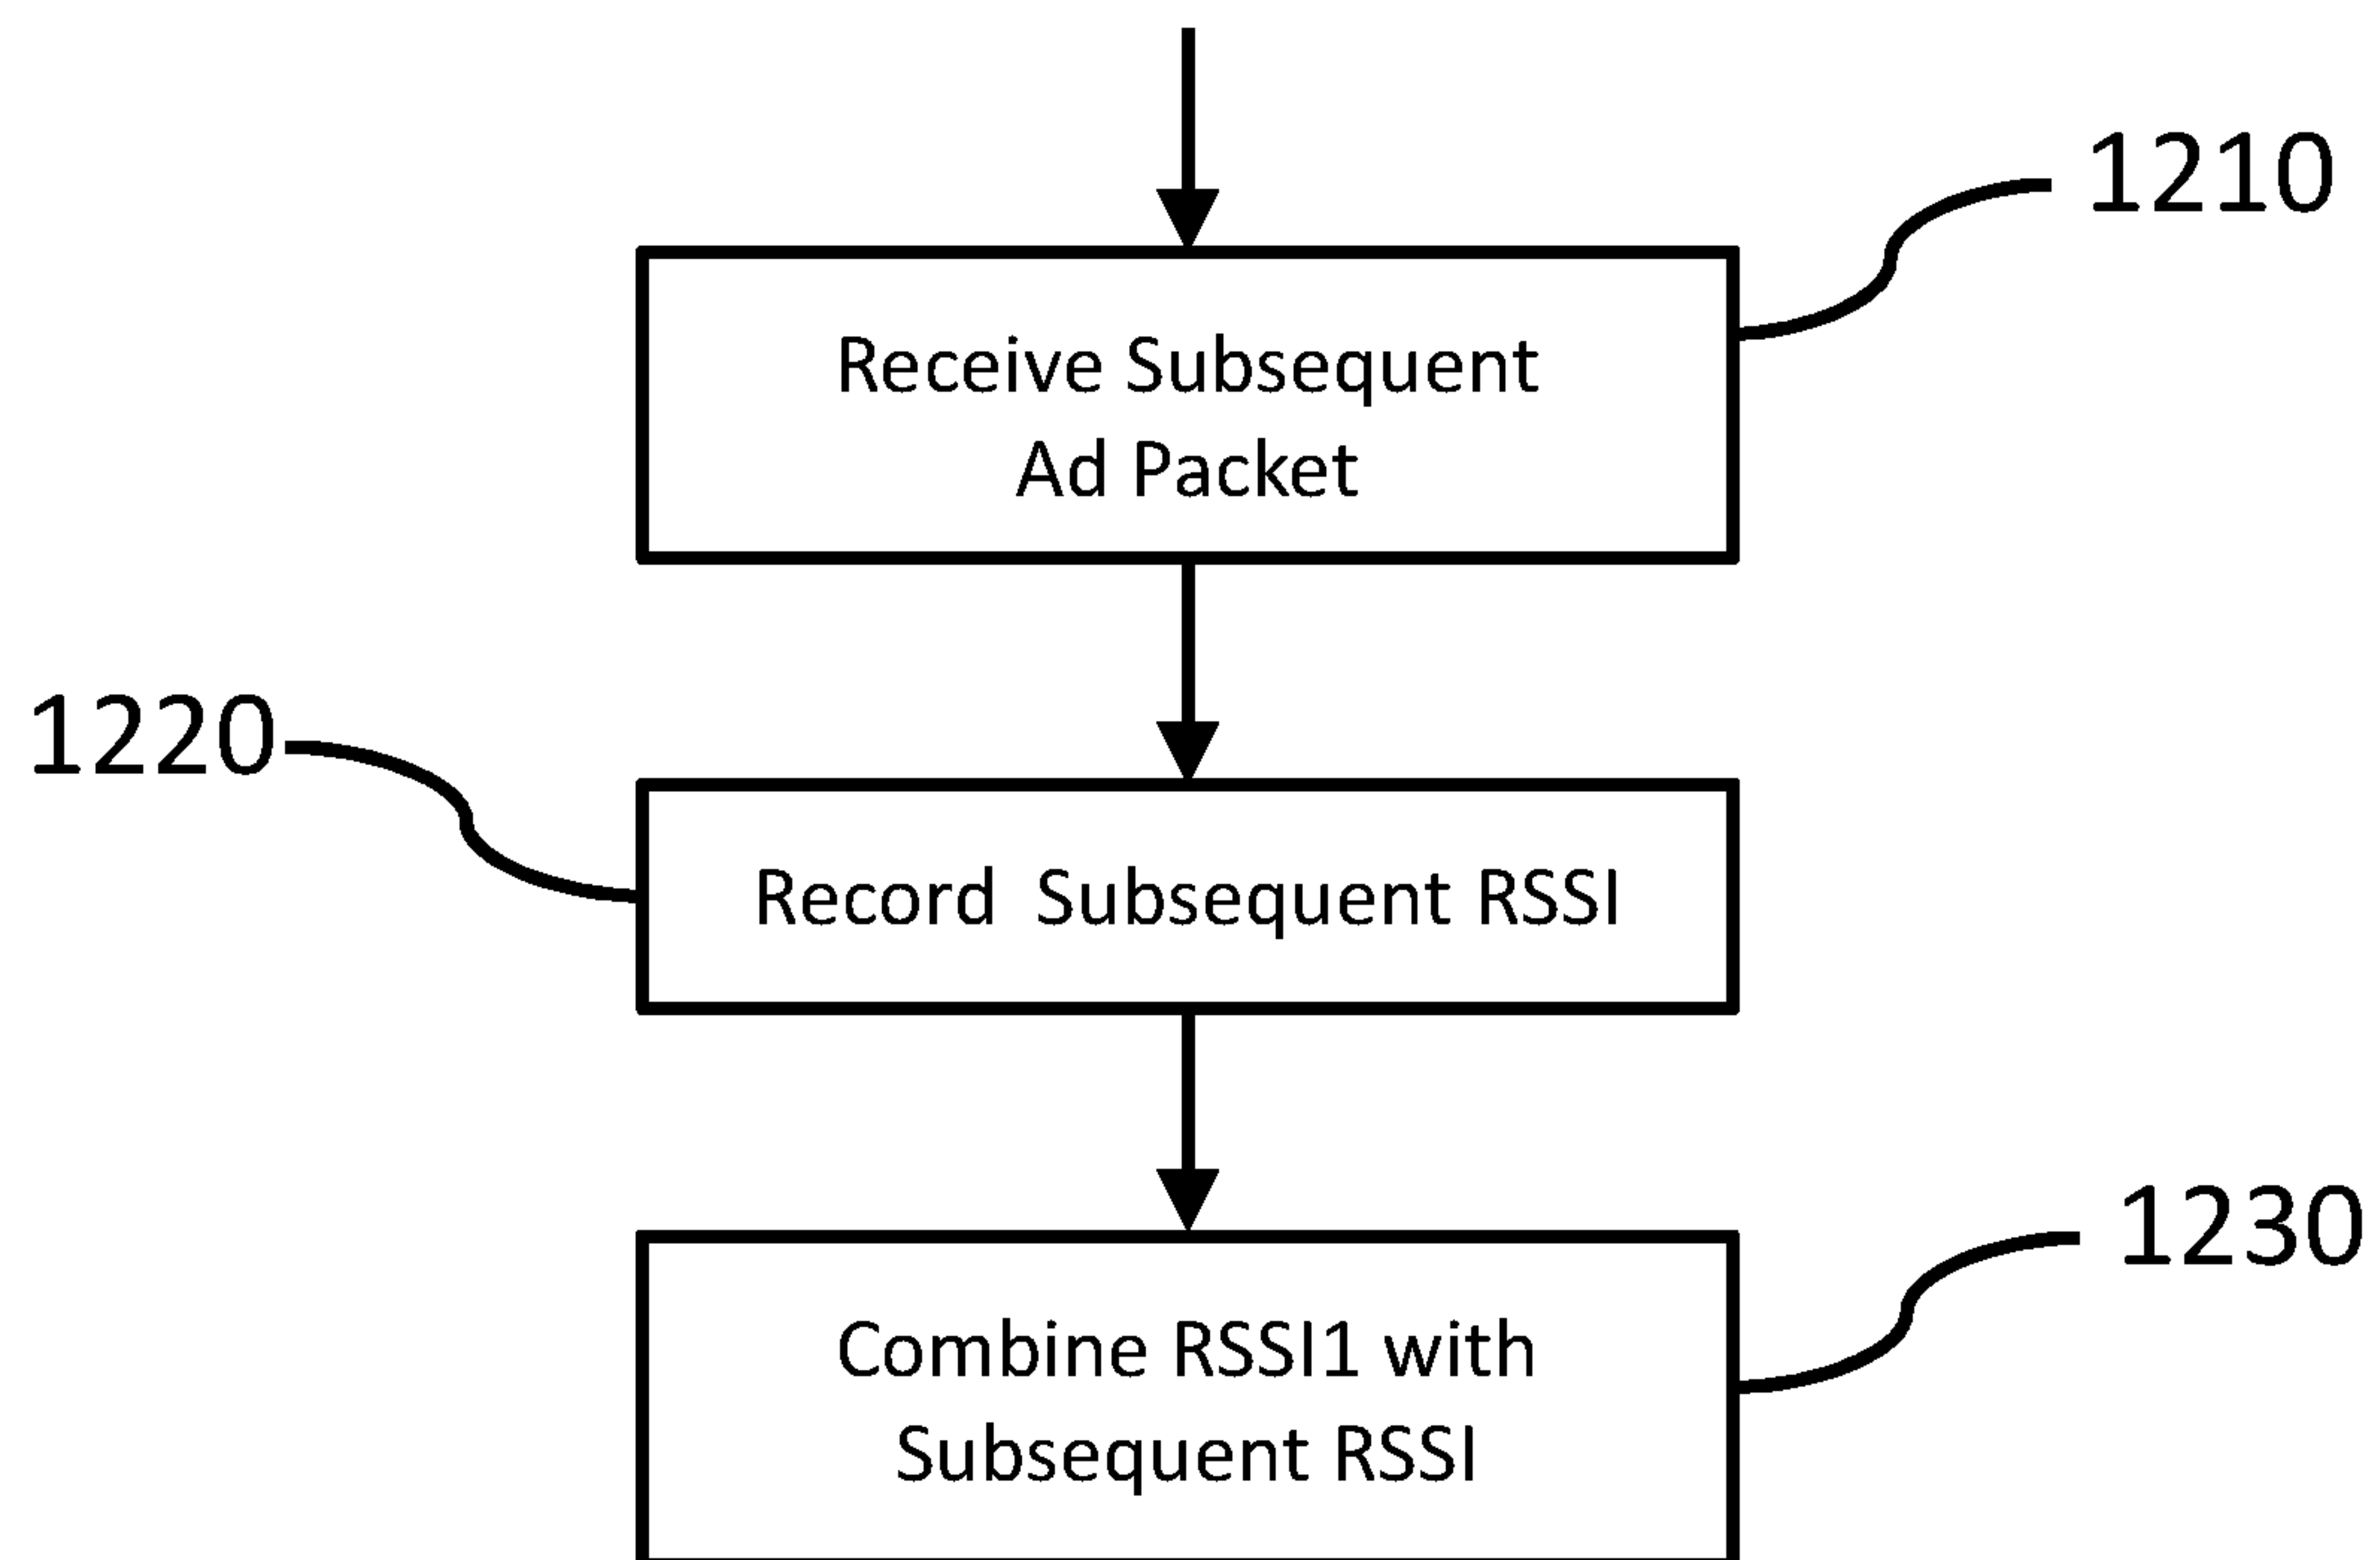 1210
Receive Subsequent
Ad Packet
1220
Record Subsequent RSSI
1230
Combine RSSI1 with
Subsequent RSSI